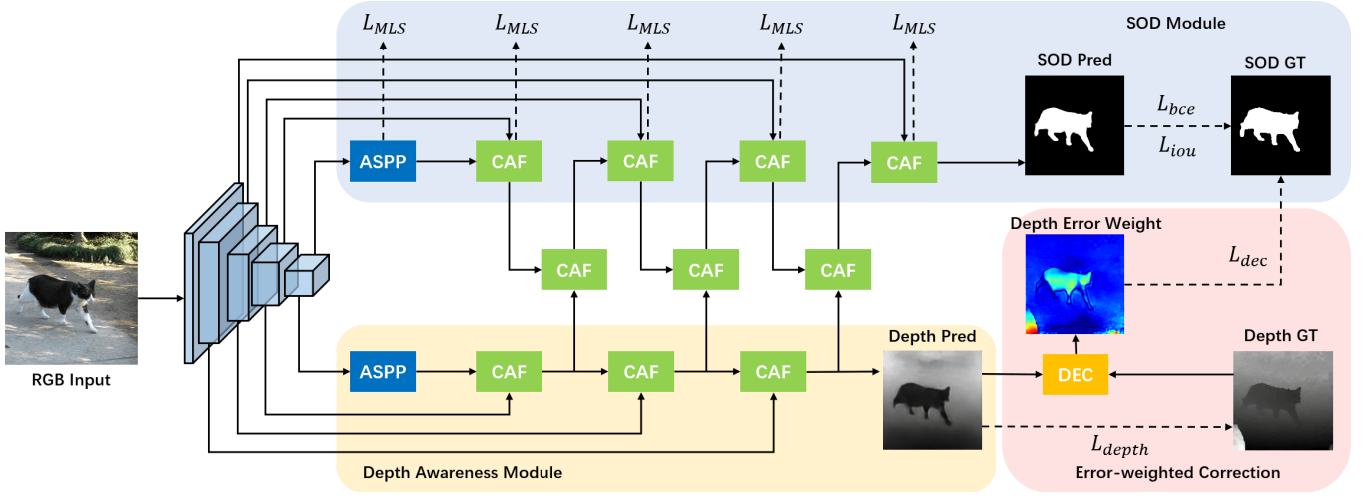 L_MLS L_MLS L_MLS L_MLS L_MLS
SOD Module
SOD Pred
SOD GT
L_bce
L_iou
ASPP CAF CAF CAF CAF
Depth Error Weight
CAF CAF CAF
L_dec
RGB Input
Depth Pred
Depth GT
ASPP CAF CAF CAF
DEC
L_depth
Depth Awareness Module
Error-weighted Correction